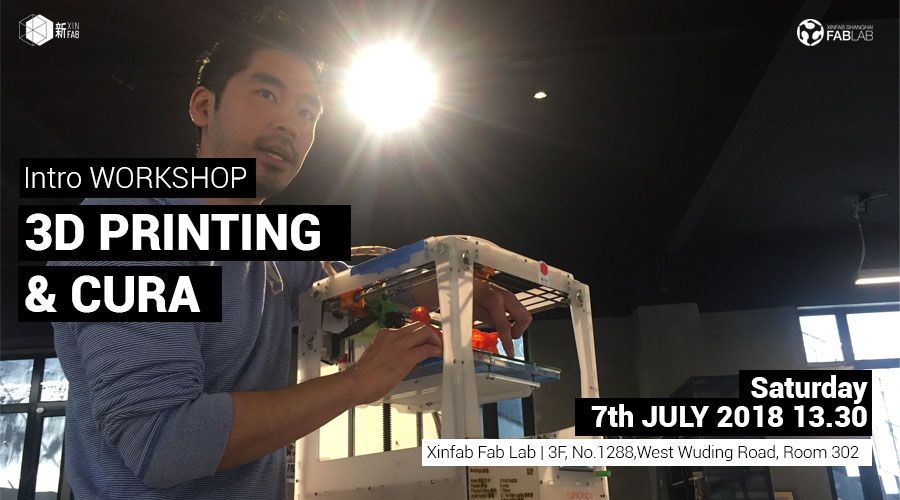 新 XIN
FAB
XINFAB SHANGHAI
FABLAB
Intro WORKSHOP
3D PRINTING
& CURA
Saturday
7th JULY 2018 13.30
Xinfab Fab Lab | 3F, No.1288,West Wuding Road, Room 302